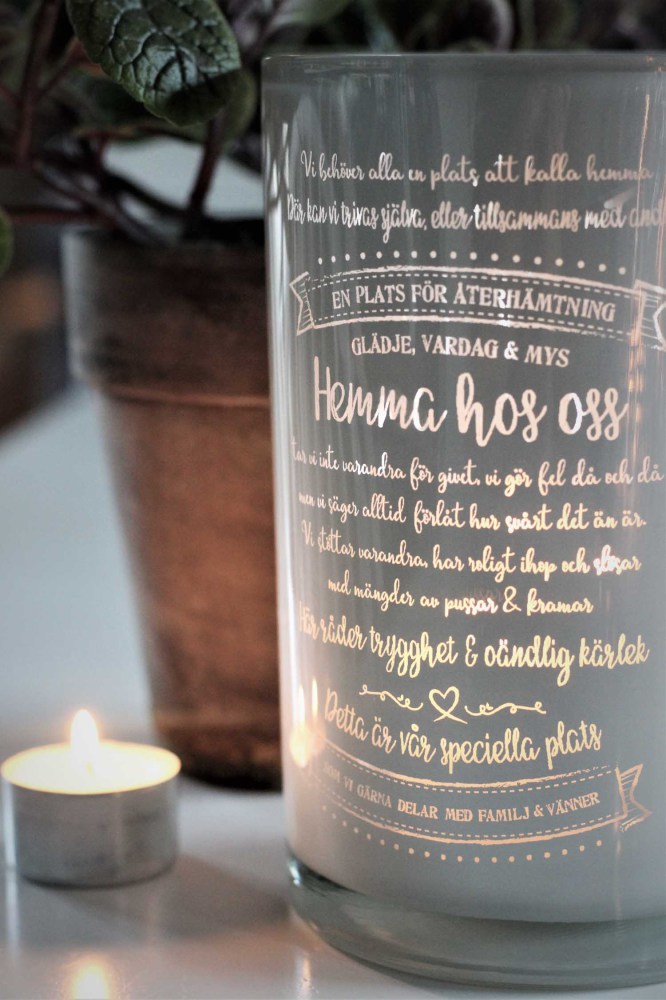 Vi behöver alla en plats att kalla hemma
Där kan vi trivas själva, eller tillsammans med
EN PLATS FÖR ÅTERHÄMTNING
GLÄDJE, VARDAG & MYS
Hemma hos oss
tar vi inte varandra för givet, vi gör fel då och då
men vi säger alltid förlåt hur svårt det än är.
Vi stöttar varandra, har roligt ihop och slösar
med mängder av pussar & kramar
Här råder trygghet & oändlig kärlek
Detta är vår speciella plats
SOM VI GÄRNA DELAR MED FAMILJ & VÄNNER